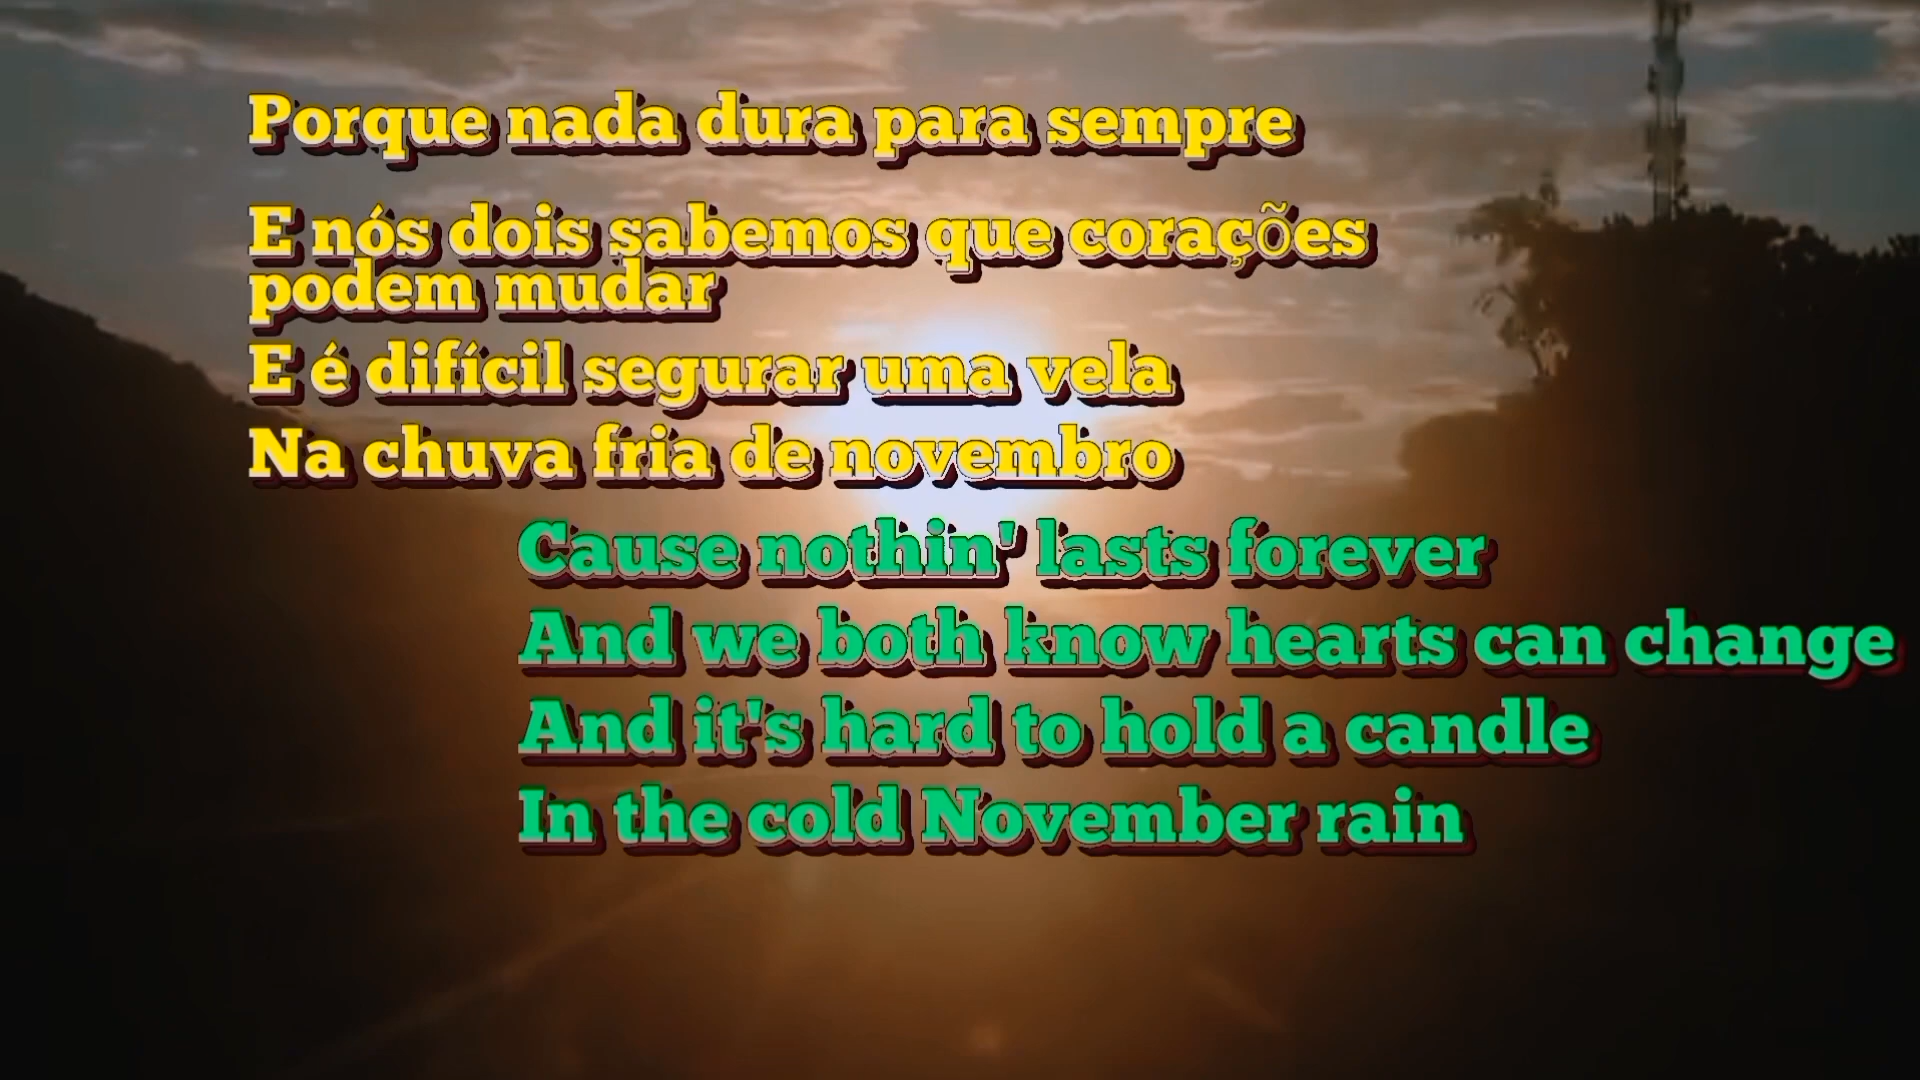 Porque nada dura para sempre
E nós dois sabemos que corações
podem mudar
E é difícil segurar uma vela
Na chuva fria de novembro
Cause nothin' lasts forever
And we both know hearts can change
And it's hard to hold a candle
In the cold November rain